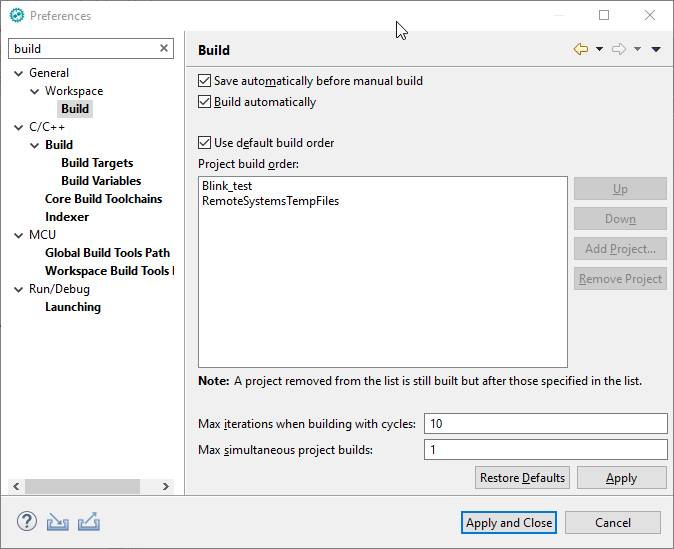 Preferences
build
General
Workspace
Build
C/C++
Build
Build Targets
Build Variables
Core Build Toolchains
Indexer
MCU
Global Build Tools Path
Workspace Build Tools
Run/Debug
Launching
Build
Save automatically before manual build
Build automatically
Use default build order
Project build order:
Blink_test
RemoteSystemsTempFiles
Up
Down
Add Project...
Remove Project
Note: A project removed from the list is still built but after those specified in the list.
Max iterations when building with cycles: 10
Max simultaneous project builds: 1
Restore Defaults Apply
? Apply and Close Cancel